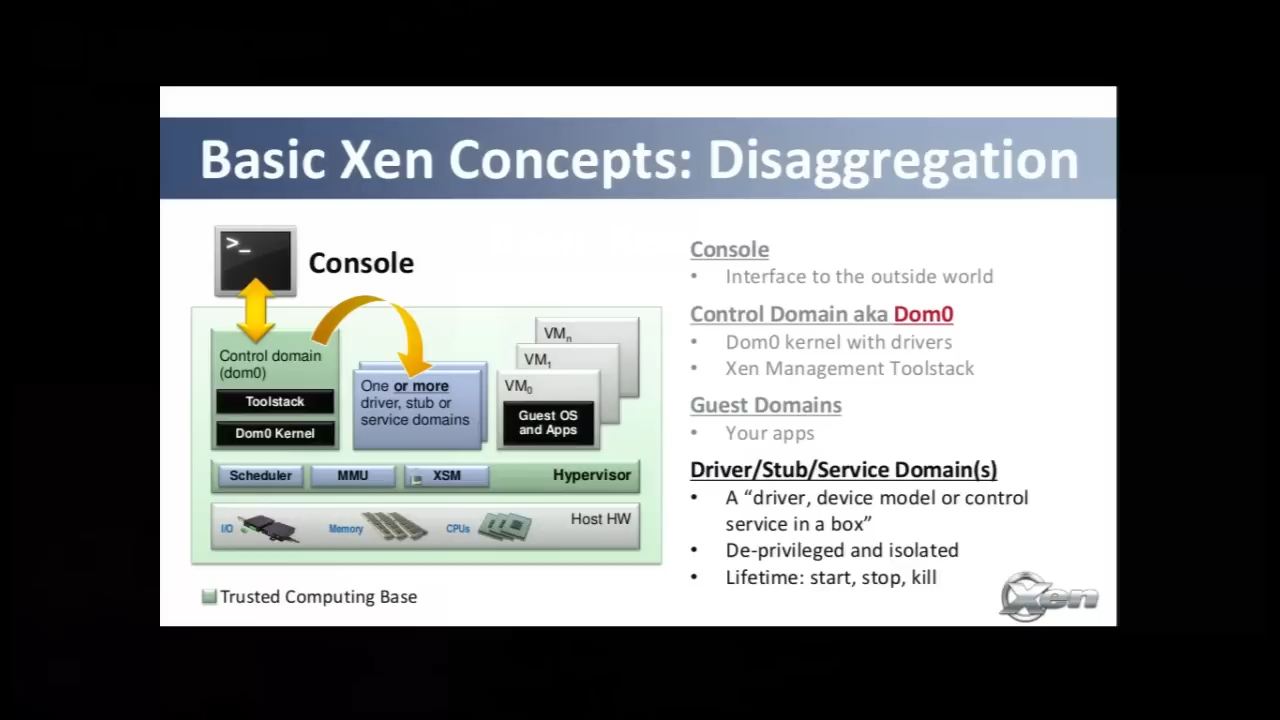 Basic Xen Concepts: Disaggregation
>_
Console
Control domain
(dom0)
Toolstack
Dom0 Kernel
One or more
driver, stub or
service domains
VMn
VM1
VM0
Guest OS
and Apps
Scheduler
MMU
XSM
Hypervisor
I/O
Memory
CPUs
Host HW
Trusted Computing Base
Console
• Interface to the outside world
Control Domain aka Dom0
• Dom0 kernel with drivers
• Xen Management Toolstack
Guest Domains
• Your apps
Driver/Stub/Service Domain(s)
• A “driver, device model or control
service in a box”
• De-privileged and isolated
• Lifetime: start, stop, kill
Xen